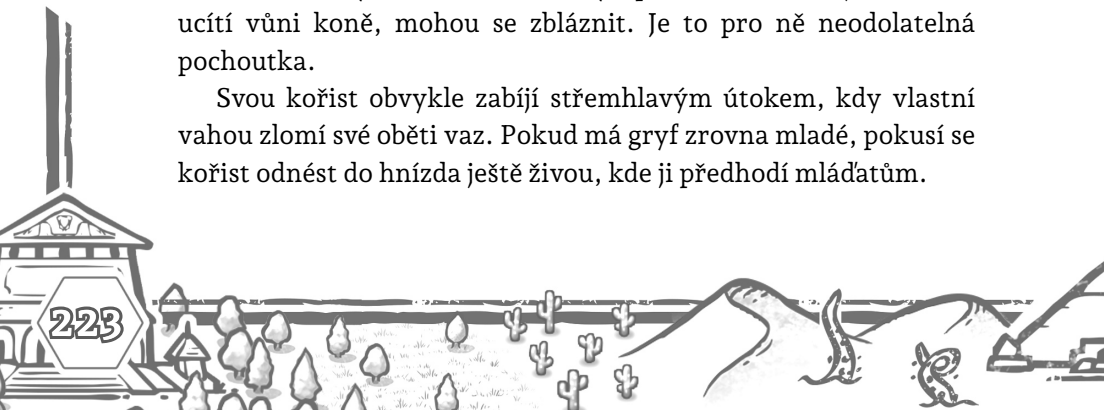 ucítí vůni koně, mohou se zbláznit. Je to pro ně neodolatelná
pochoutka.
Svou kořist obvykle zabíjí střemhlavým útokem, kdy vlastní
vahou zlomí své oběti vaz. Pokud má gryf zrovna mladé, pokusí se
kořist odnést do hnízda ještě živou, kde ji předhodí mláďatům.
223